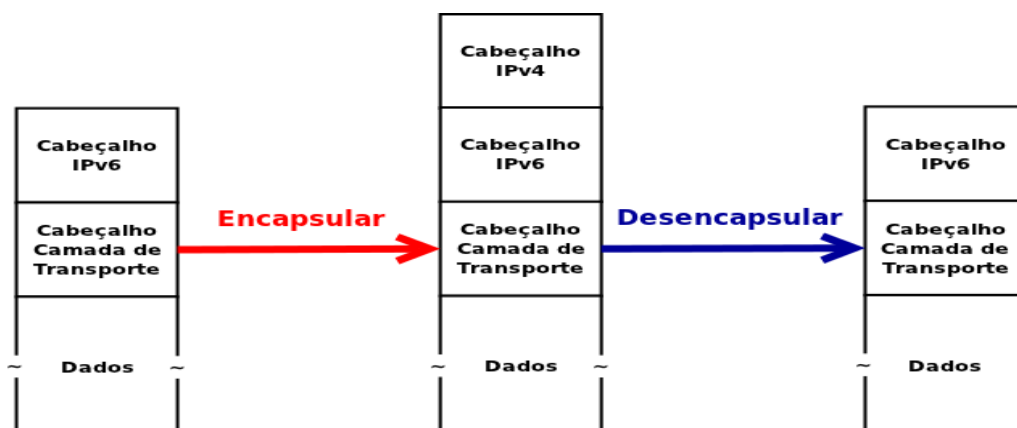 Cabeçalho
IPv6
Cabeçalho
Camada de
Transporte
~ Dados ~
Encapsular
Cabeçalho
IPv4
Cabeçalho
IPv6
Cabeçalho
Camada de
Transporte
~ Dados ~
Desencapsular
Cabeçalho
IPv6
Cabeçalho
Camada de
Transporte
~ Dados